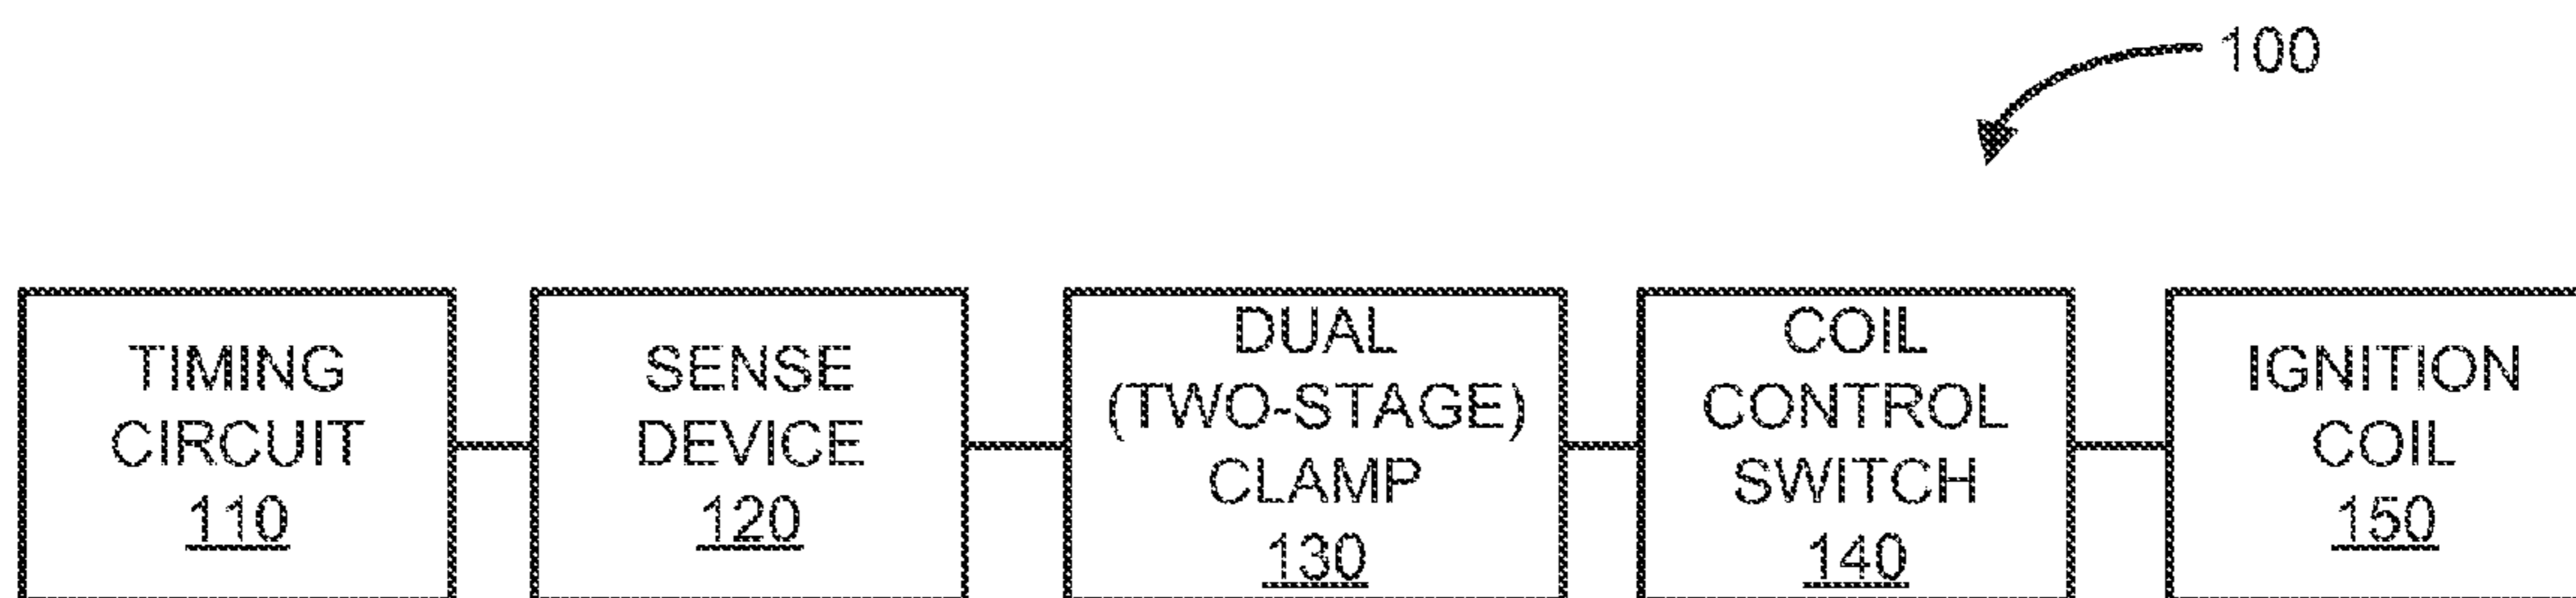 100
TIMING
CIRCUIT
110
SENSE
DEVICE
120
DUAL
(TWO-STAGE)
CLAMP
130
COIL
CONTROL
SWITCH
140
IGNITION
COIL
150